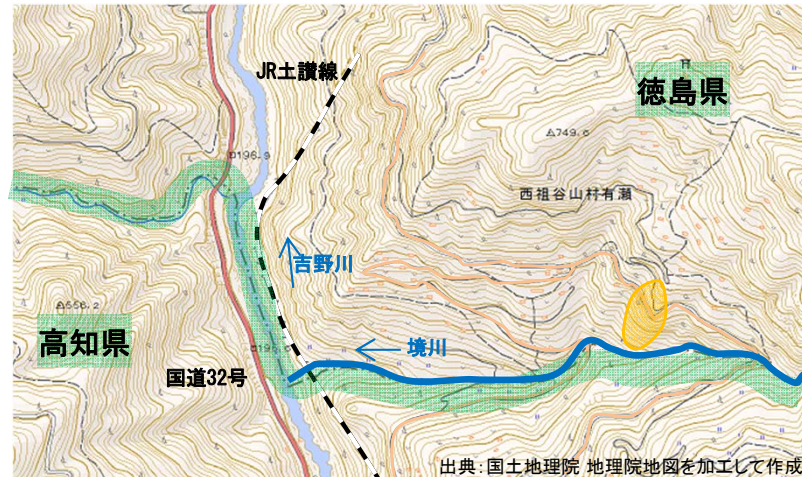 JR土讃線
徳島県
749.6
196.9
西祖谷山村有瀬
吉野川
556.2
高知県
境川
国道32号
出典：国土地理院 地理院地図を加工して作成